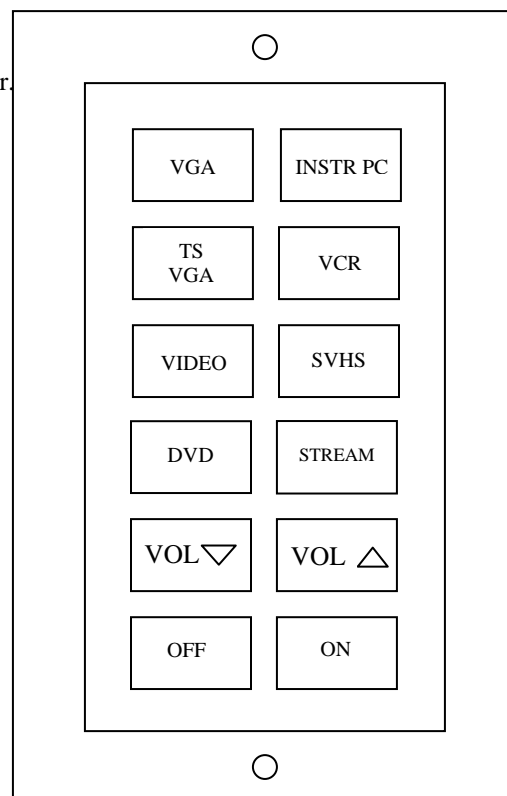 r.
VGA
INSTR PC
TS
VGA
VCR
VIDEO
SVHS
DVD
STREAM
VOL
VOL
OFF
ON